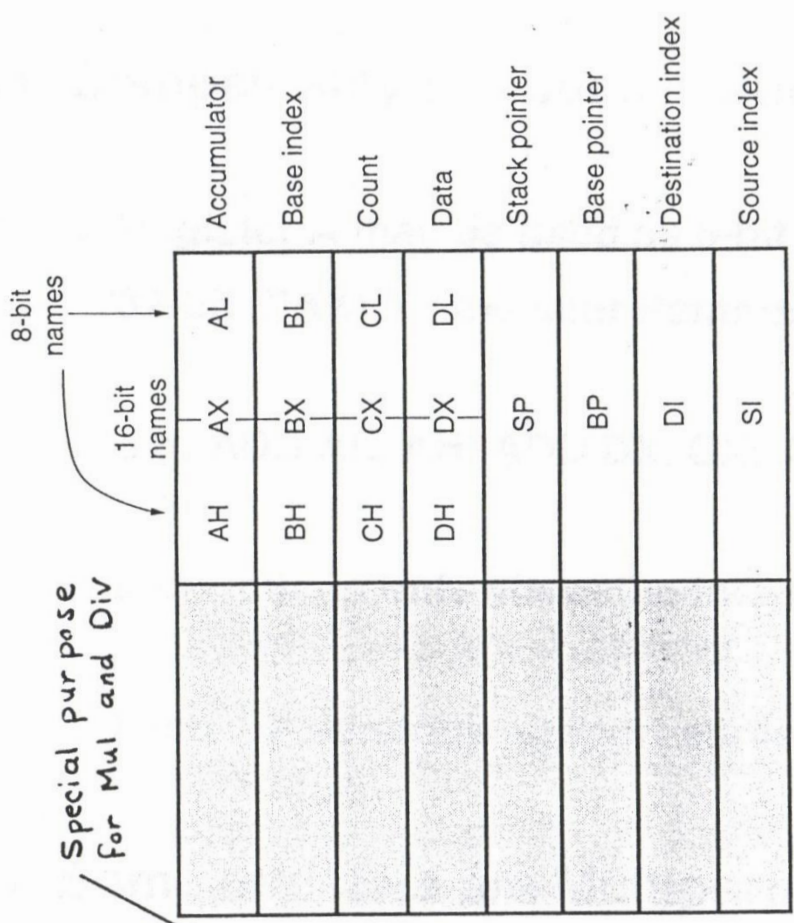 Special purpose
for Mul and Div
8-bit
names
16-bit
names
AH AX AL Accumulator
BH BX BL Base index
CH CX CL Count
DH DX DL Data
SP Stack pointer
BP Base pointer
DI Destination index
SI Source index